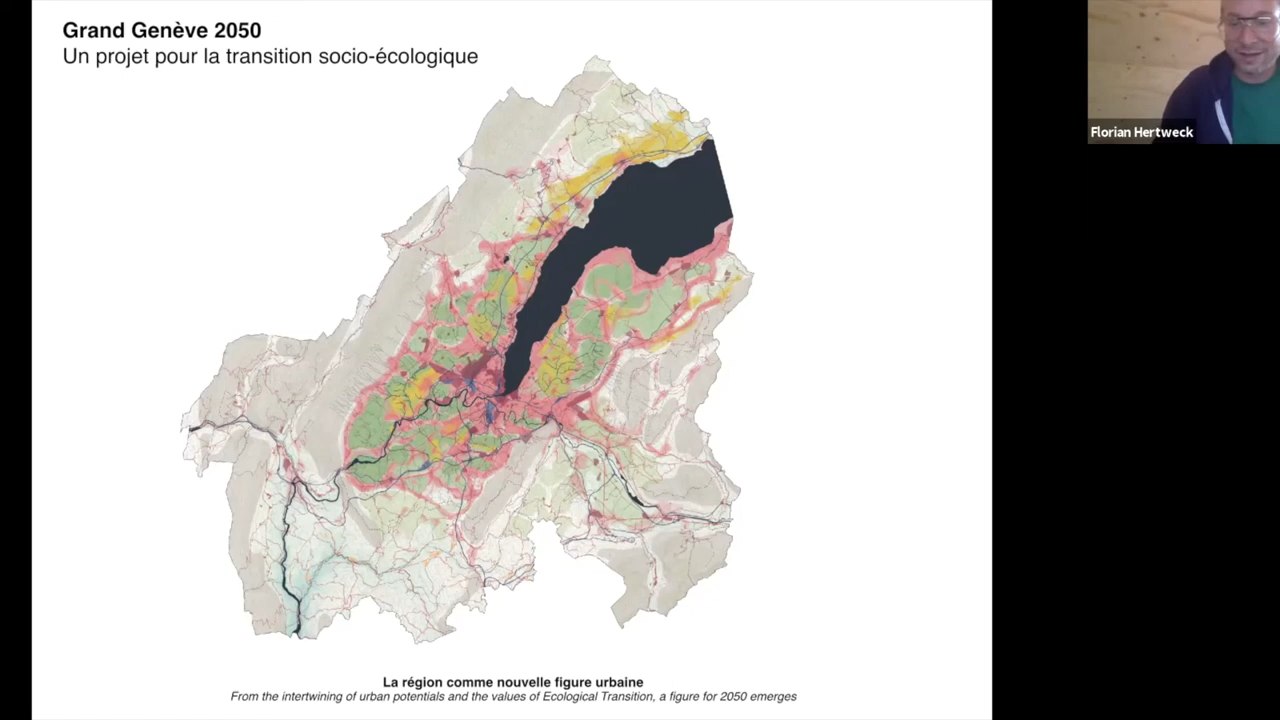 Grand Genève 2050
Un projet pour la transition socio-écologique
Florian Hertweck
La région comme nouvelle figure urbaine
From the intertwining of urban potentials and the values of Ecological Transition, a figure for 2050 emerges